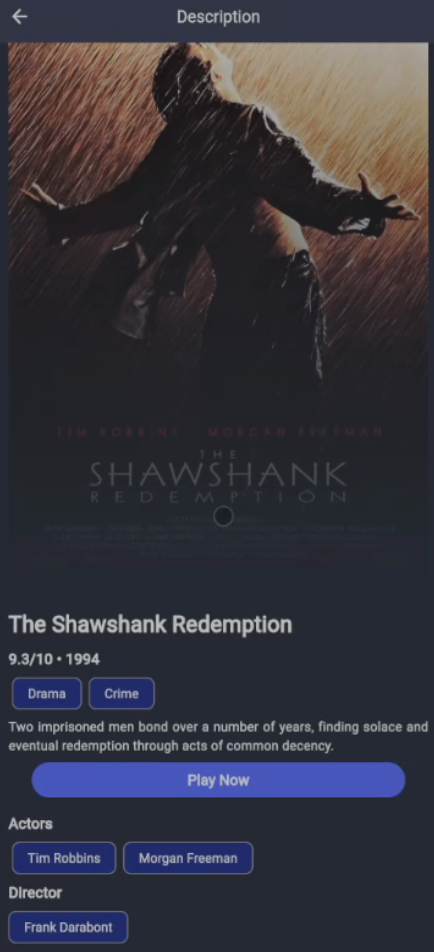 Description
TIM ROBBINS MORGAN FREEMAN
THE
SHAWSHANK
REDEMPTION
The Shawshank Redemption
9.3/10 • 1994
Drama Crime
Two imprisoned men bond over a number of years, finding solace and
eventual redemption through acts of common decency.
Play Now
Actors
Tim Robbins Morgan Freeman
Director
Frank Darabont